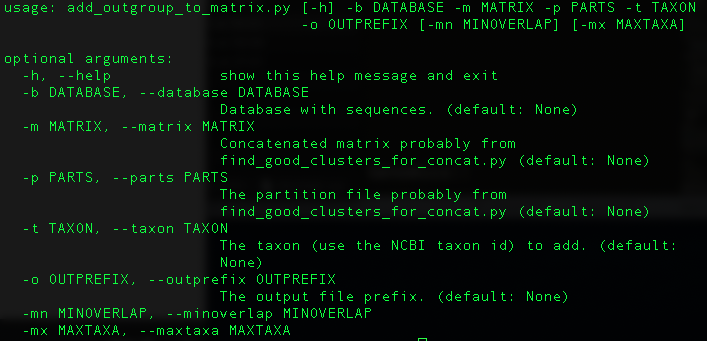 usage: add_outgroup_to_matrix.py [-h] -b DATABASE -m MATRIX -p PARTS -t TAXON
-o OUTPREFIX [-mn MINOVERLAP] [-mx MAXTAXA]
optional arguments:
-h, --help show this help message and exit
-b DATABASE, --database DATABASE
Database with sequences. (default: None)
-m MATRIX, --matrix MATRIX
Concatenated matrix probably from
find_good_clusters_for_concat.py (default: None)
-p PARTS, --parts PARTS
The partition file probably from
find_good_clusters_for_concat.py (default: None)
-t TAXON, --taxon TAXON
The taxon (use the NCBI taxon id) to add. (default:
None)
-o OUTPREFIX, --outprefix OUTPREFIX
The output file prefix. (default: None)
-mn MINOVERLAP, --minoverlap MINOVERLAP
-mx MAXTAXA, --maxtaxa MAXTAXA